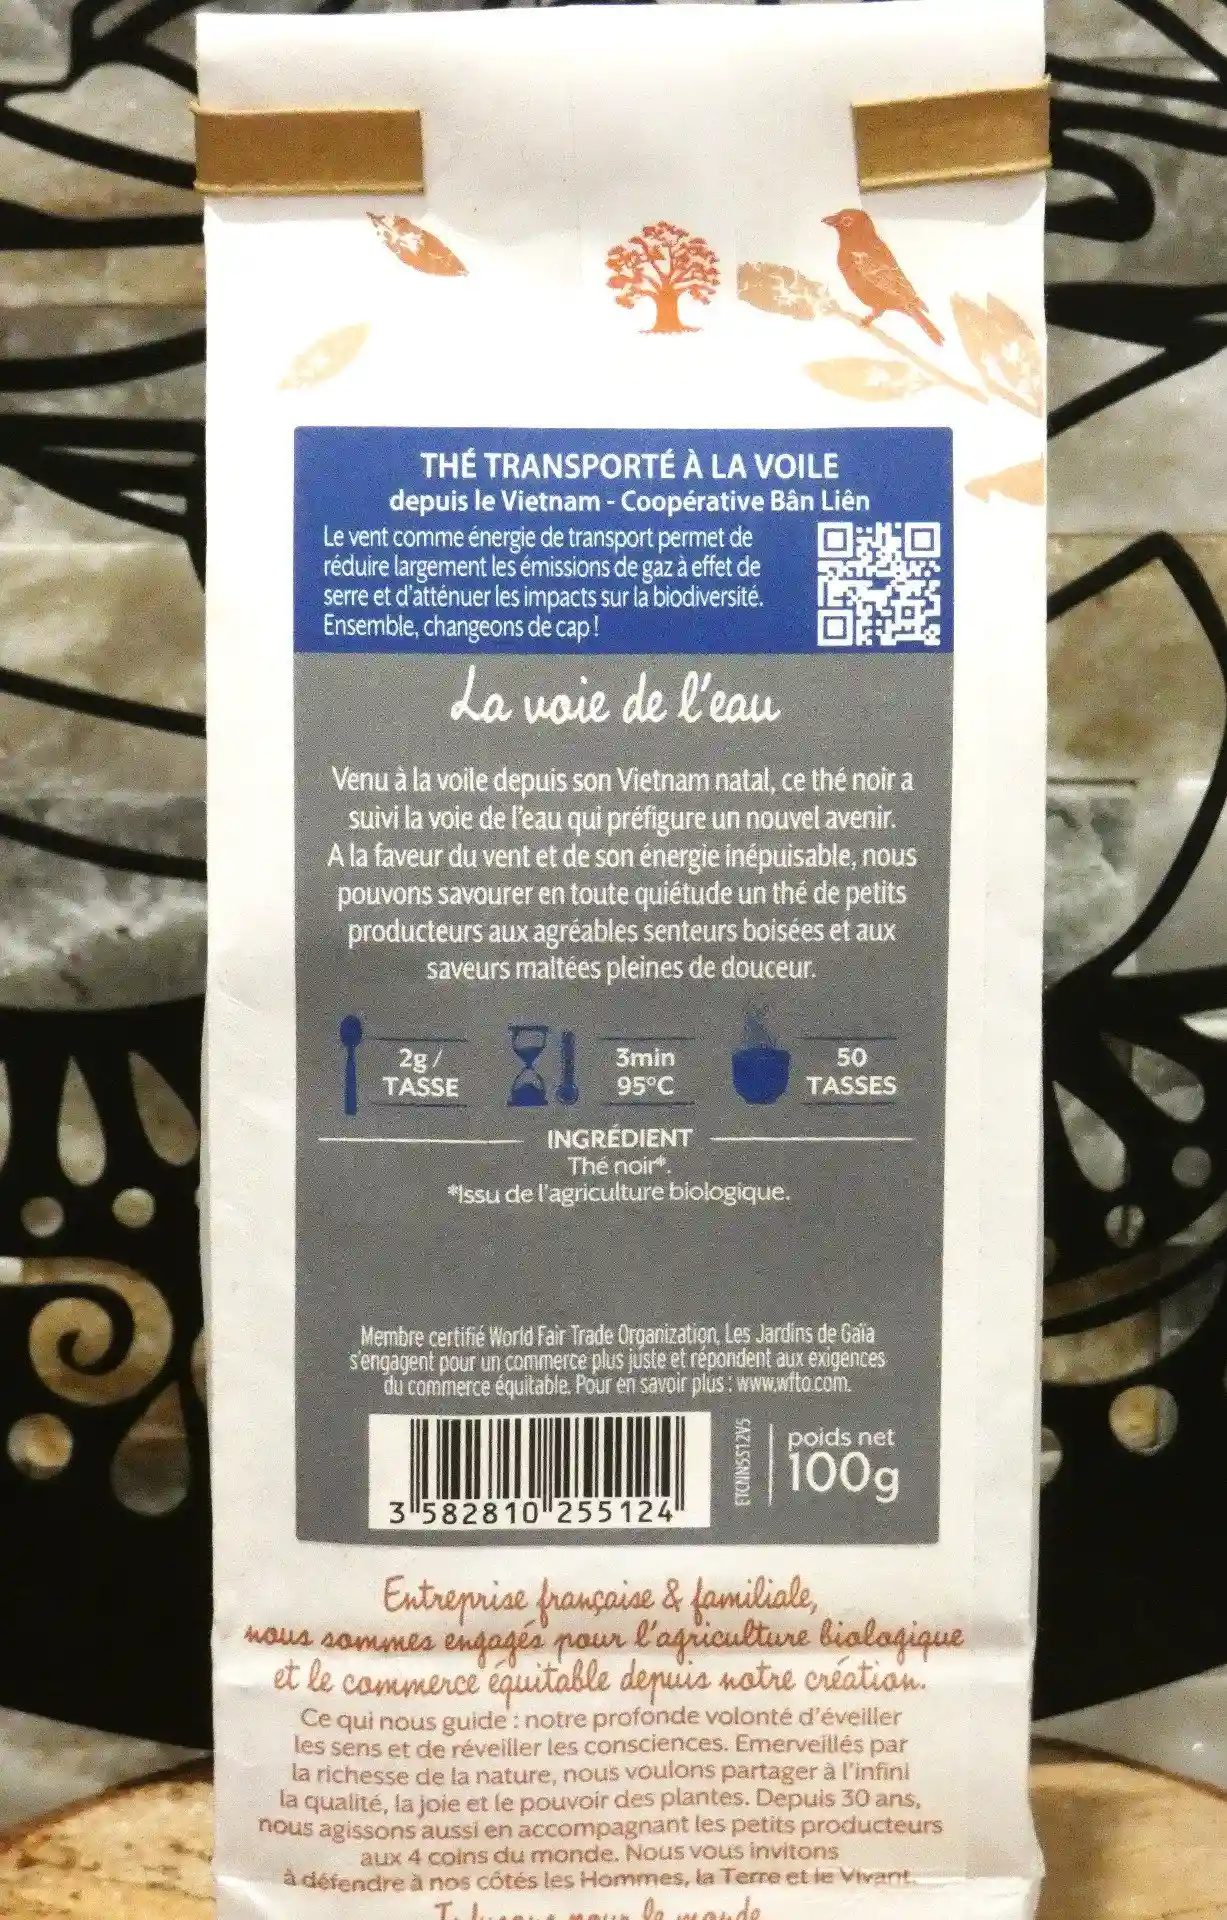 THÉ TRANSPORTÉ À LA VOILE
depuis le Vietnam - Coopérative Bân Liên
Le vent comme énergie de transport permet de
réduire largement les émissions de gaz à effet de
serre et d'atténuer les impacts sur la biodiversité.
Ensemble, changeons de cap !
La voie de l'eau
Venu à la voile depuis son Vietnam natal, ce thé noir a
suivi la voie de l'eau qui préfigure un nouvel avenir.
A la faveur du vent et de son énergie inépuisable, nous
pouvons savourer en toute quiétude un thé de petits
producteurs aux agréables senteurs boisées et aux
saveurs maltées pleines de douceur.
2g /
TASSE
3min
95°C
50
TASSES
INGRÉDIENT
Thé noir*.
*Issu de l'agriculture biologique.
Membre certifié World Fair Trade Organization, Les Jardins de Gaïa
s'engagent pour un commerce plus juste et répondent aux exigences
du commerce équitable. Pour en savoir plus : www.wfto.com.
3 582810 255124
poids net
100g
Entreprise française & familiale,
nous sommes engagés pour l'agriculture biologique
et le commerce équitable depuis notre création.
Ce qui nous guide : notre profonde volonté d'éveiller
les sens et de réveiller les consciences. Emerveillés par
la richesse de la nature, nous voulons partager à l'infini
la qualité, la joie et le pouvoir des plantes. Depuis 30 ans,
nous agissons aussi en accompagnant les petits producteurs
aux 4 coins du monde. Nous vous invitons
à défendre à nos côtés les Hommes, la Terre et le Vivant.
pour le monde